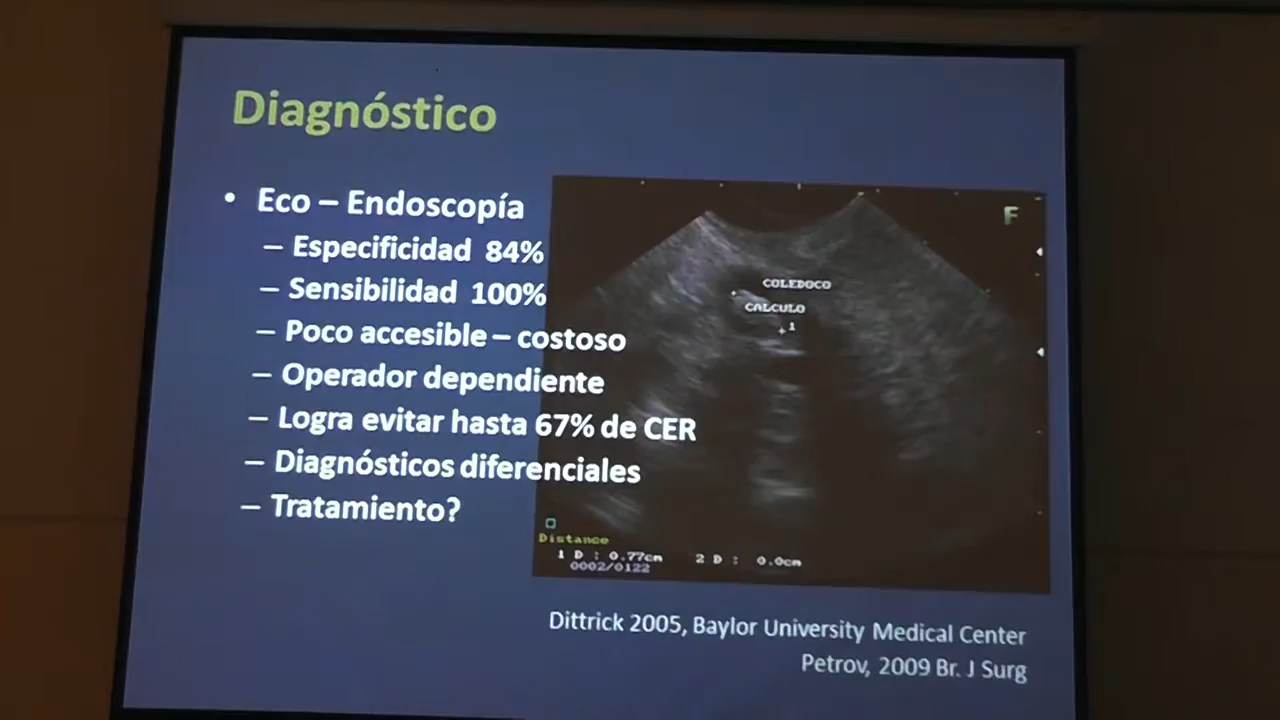 Diagnóstico
• Eco – Endoscopía
– Especificidad 84%
– Sensibilidad 100%
– Poco accesible – costoso
– Operador dependiente
– Logra evitar hasta 67% de CER
– Diagnósticos diferenciales
– Tratamiento?
F
COLEDOCO
CALCULO
1
Distance
1 D : 0.77cm 2 D : 0.0cm
0002/0122
Dittrick 2005, Baylor University Medical Center
Petrov, 2009 Br. J Surg